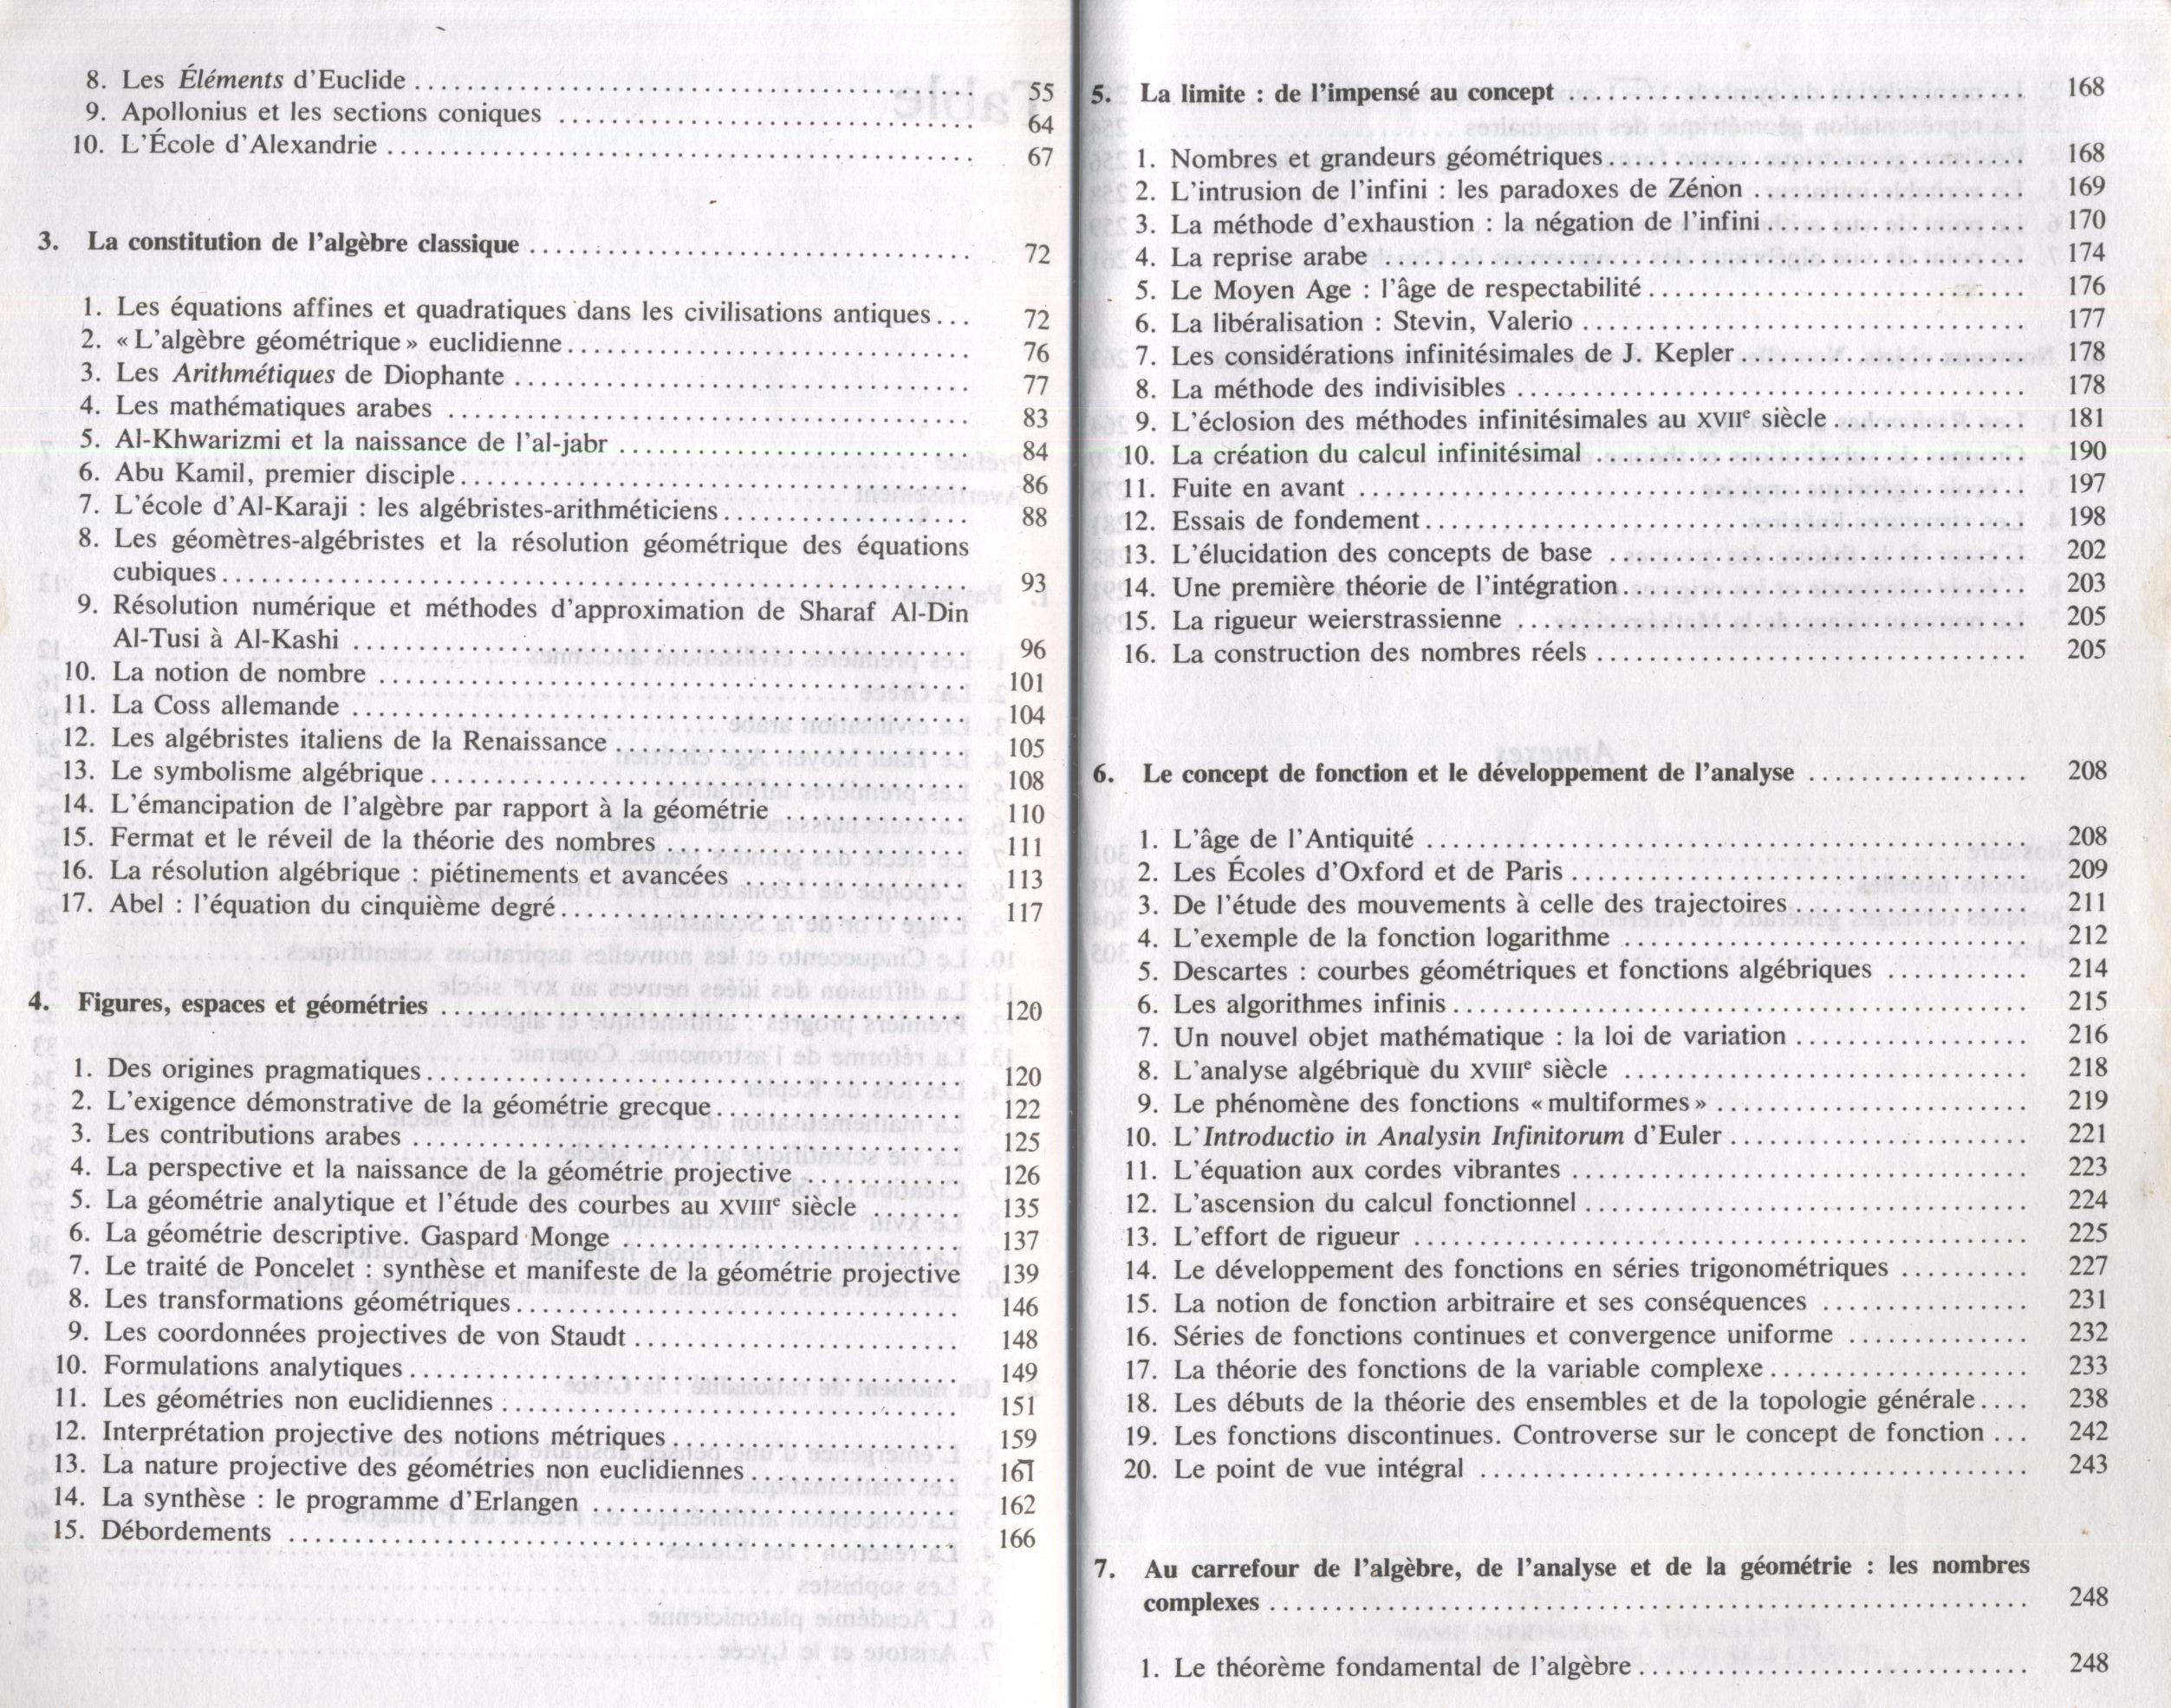 8. Les Éléments d'Euclide ........ 55
9. Apollonius et les sections coniques ........ 64
10. L'École d'Alexandrie ........ 67
3. La constitution de l'algèbre classique ........ 72
1. Les équations affines et quadratiques dans les civilisations antiques ... 72
2. « L'algèbre géométrique » euclidienne ........ 76
3. Les Arithmétiques de Diophante ........ 77
4. Les mathématiques arabes ........ 83
5. Al-Khwarizmi et la naissance de l'al-jabr ........ 84
6. Abu Kamil, premier disciple ........ 86
7. L'école d'Al-Karaji : les algébristes-arithméticiens ........ 88
8. Les géomètres-algébristes et la résolution géométrique des équations
cubiques ........ 93
9. Résolution numérique et méthodes d'approximation de Sharaf Al-Din
Al-Tusi à Al-Kashi ........ 96
10. La notion de nombre ........ 101
11. La Coss allemande ........ 104
12. Les algébristes italiens de la Renaissance ........ 105
13. Le symbolisme algébrique ........ 108
14. L'émancipation de l'algèbre par rapport à la géométrie ........ 110
15. Fermat et le réveil de la théorie des nombres ........ 111
16. La résolution algébrique : piétinements et avancées ........ 113
17. Abel : l'équation du cinquième degré ........ 117
4. Figures, espaces et géométries ........ 120
1. Des origines pragmatiques ........ 120
2. L'exigence démonstrative de la géométrie grecque ........ 122
3. Les contributions arabes ........ 125
4. La perspective et la naissance de la géométrie projective ........ 126
5. La géométrie analytique et l'étude des courbes au XVIIIe siècle ........ 135
6. La géométrie descriptive. Gaspard Monge ........ 137
7. Le traité de Poncelet : synthèse et manifeste de la géométrie projective 139
8. Les transformations géométriques ........ 146
9. Les coordonnées projectives de von Staudt ........ 148
10. Formulations analytiques ........ 149
11. Les géométries non euclidiennes ........ 151
12. Interprétation projective des notions métriques ........ 159
13. La nature projective des géométries non euclidiennes ........ 161
14. La synthèse : le programme d'Erlangen ........ 162
15. Débordements ........ 166
5. La limite : de l'impensé au concept ........ 168
1. Nombres et grandeurs géométriques ........ 168
2. L'intrusion de l'infini : les paradoxes de Zénon ........ 169
3. La méthode d'exhaustion : la négation de l'infini ........ 170
4. La reprise arabe ........ 174
5. Le Moyen Age : l'âge de respectabilité ........ 176
6. La libéralisation : Stevin, Valerio ........ 177
7. Les considérations infinitésimales de J. Kepler ........ 178
8. La méthode des indivisibles ........ 178
9. L'éclosion des méthodes infinitésimales au XVIIe siècle ........ 181
10. La création du calcul infinitésimal ........ 190
11. Fuite en avant ........ 197
12. Essais de fondement ........ 198
13. L'élucidation des concepts de base ........ 202
14. Une première théorie de l'intégration ........ 203
15. La rigueur weierstrassienne ........ 205
16. La construction des nombres réels ........ 205
6. Le concept de fonction et le développement de l'analyse ........ 208
1. L'âge de l'Antiquité ........ 208
2. Les Écoles d'Oxford et de Paris ........ 209
3. De l'étude des mouvements à celle des trajectoires ........ 211
4. L'exemple de la fonction logarithme ........ 212
5. Descartes : courbes géométriques et fonctions algébriques ........ 214
6. Les algorithmes infinis ........ 215
7. Un nouvel objet mathématique : la loi de variation ........ 216
8. L'analyse algébrique du XVIIIe siècle ........ 218
9. Le phénomène des fonctions « multiformes » ........ 219
10. L'Introductio in Analysin Infinitorum d'Euler ........ 221
11. L'équation aux cordes vibrantes ........ 223
12. L'ascension du calcul fonctionnel ........ 224
13. L'effort de rigueur ........ 225
14. Le développement des fonctions en séries trigonométriques ........ 227
15. La notion de fonction arbitraire et ses conséquences ........ 231
16. Séries de fonctions continues et convergence uniforme ........ 232
17. La théorie des fonctions de la variable complexe ........ 233
18. Les débuts de la théorie des ensembles et de la topologie générale .... 238
19. Les fonctions discontinues. Controverse sur le concept de fonction ... 242
20. Le point de vue intégral ........ 243
7. Au carrefour de l'algèbre, de l'analyse et de la géométrie : les nombres
complexes ........ 248
1. Le théorème fondamental de l'algèbre ........ 248